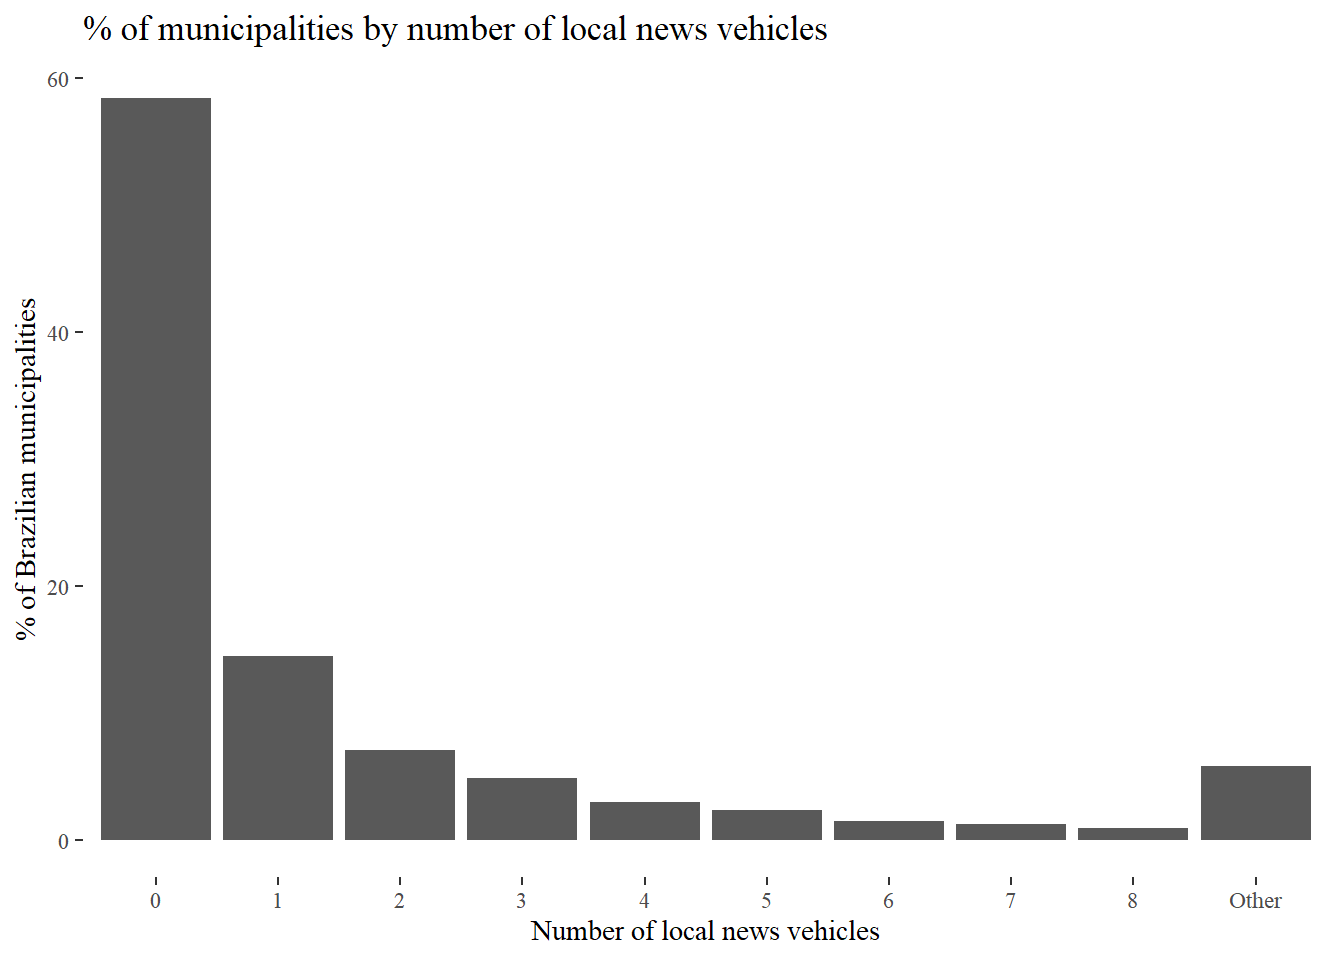 % of municipalities by number of local news vehicles
60
40
20
0
% of Brazilian municipalities
0 1 2 3 4 5 6 7 8 Other
Number of local news vehicles